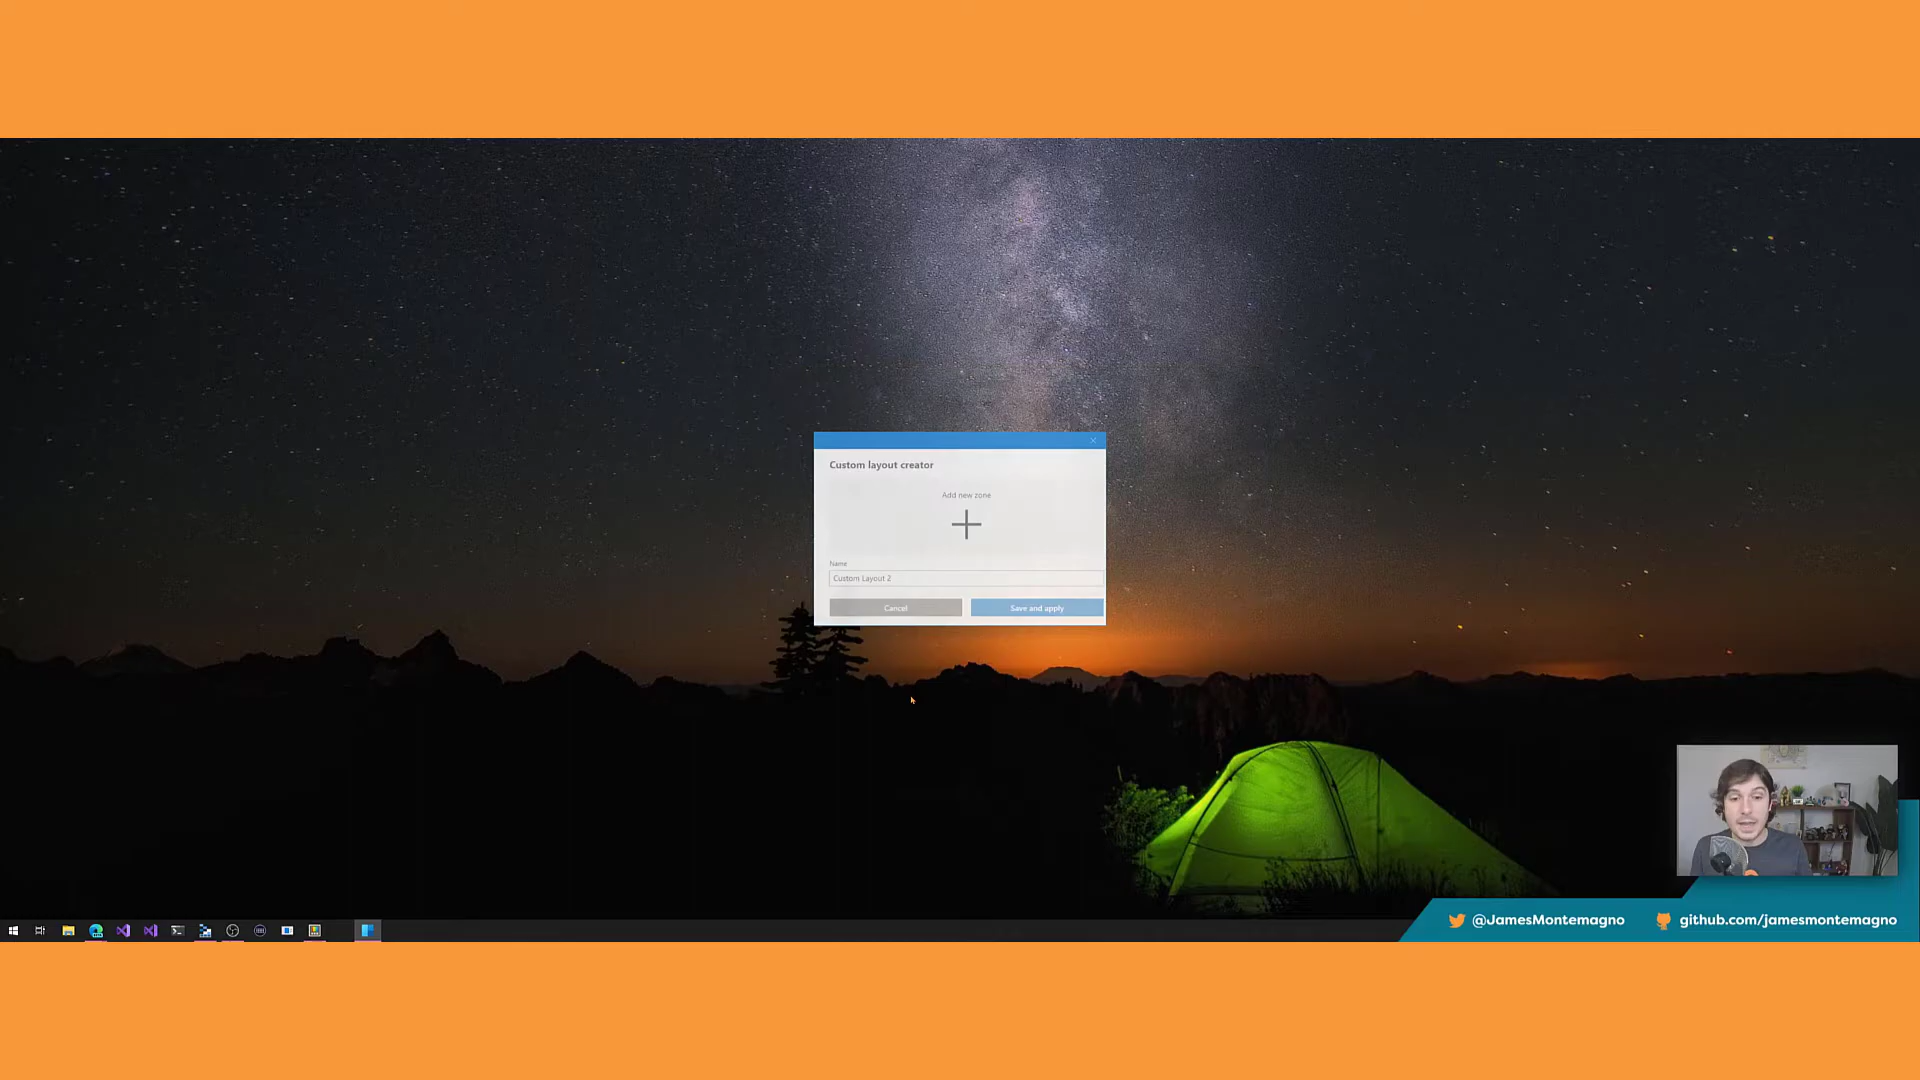 Custom layout creator
Add new zone
Name
Custom Layout 2
Cancel
Save and apply
@JamesMontemagno
github.com/jamesmontemagno